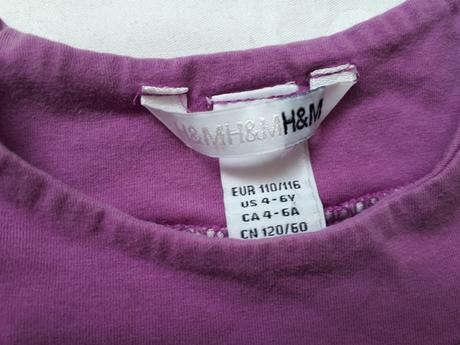 H&MH&MH&M
EUR 110/116
US 4-6Y
CA 4-6A
CN 120/60